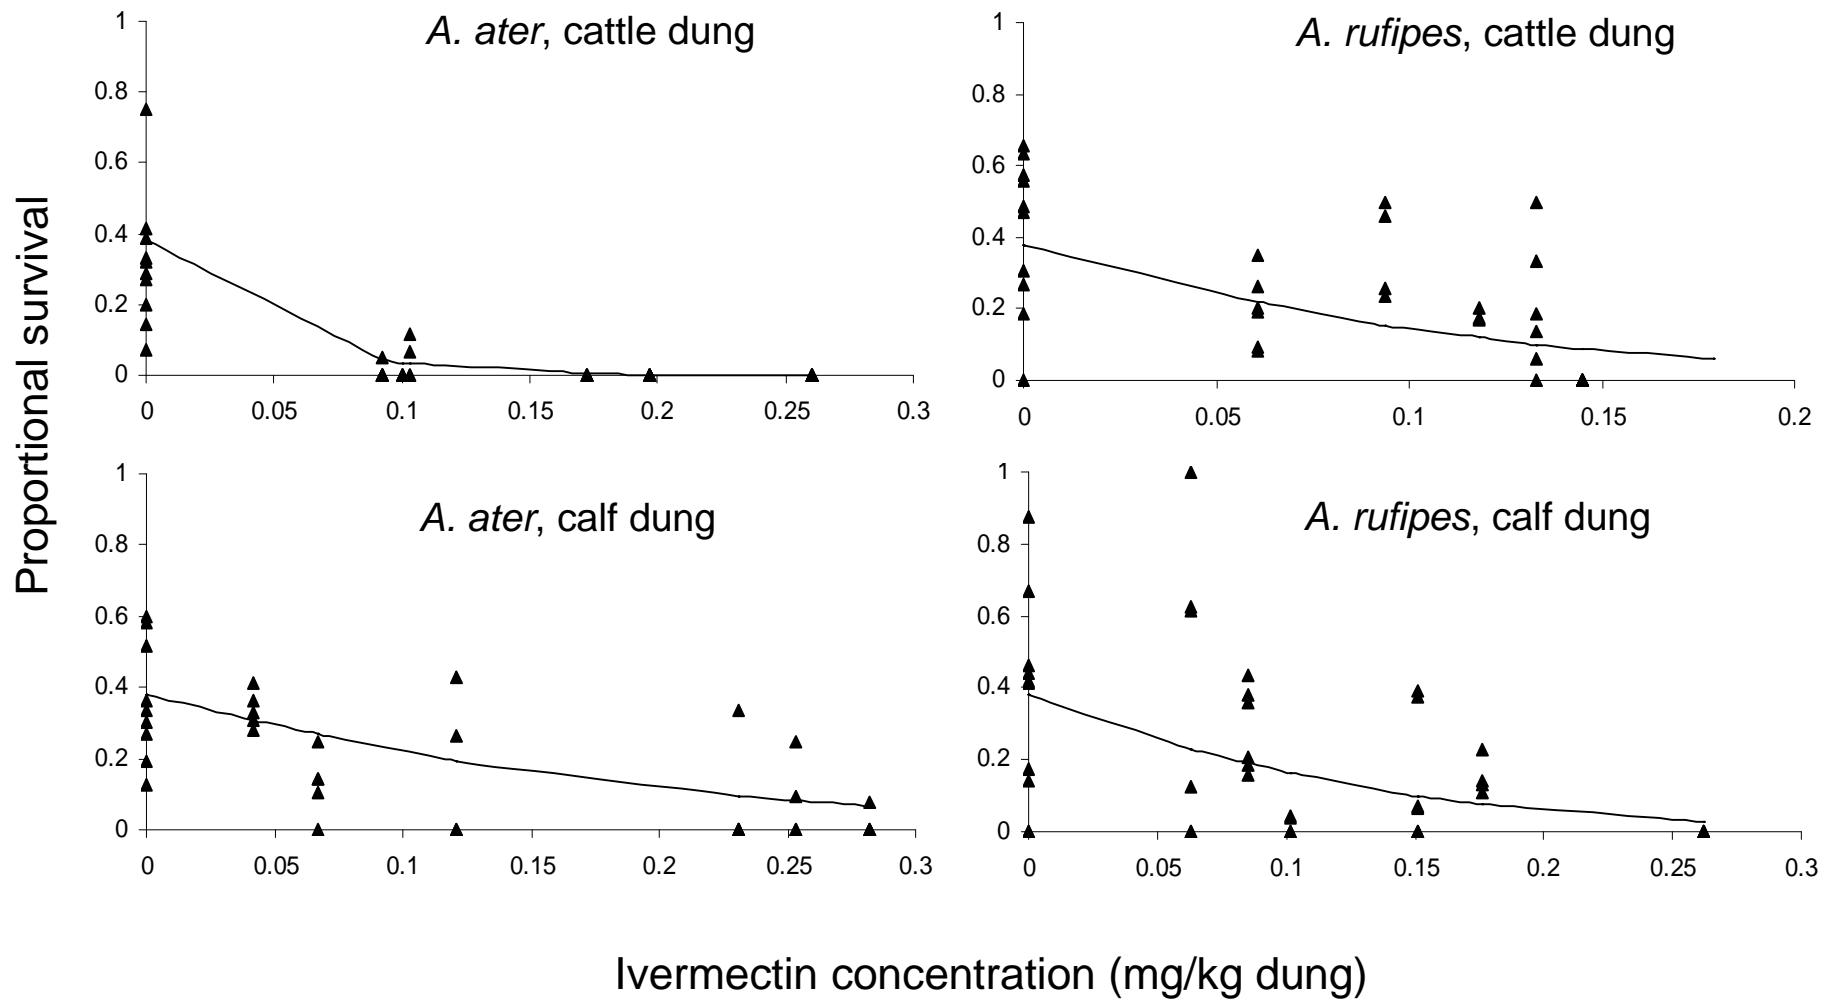 A. ater, cattle dung
1
0.8
0.6
0.4
0.2
0
0 0.05 0.1 0.15 0.2 0.25 0.3
A. rufipes, cattle dung
1
0.8
0.6
0.4
0.2
0
0 0.05 0.1 0.15 0.2
Proportional survival
A. ater, calf dung
1
0.8
0.6
0.4
0.2
0
0 0.05 0.1 0.15 0.2 0.25 0.3
A. rufipes, calf dung
1
0.8
0.6
0.4
0.2
0
0 0.05 0.1 0.15 0.2 0.25 0.3
Ivermectin concentration (mg/kg dung)